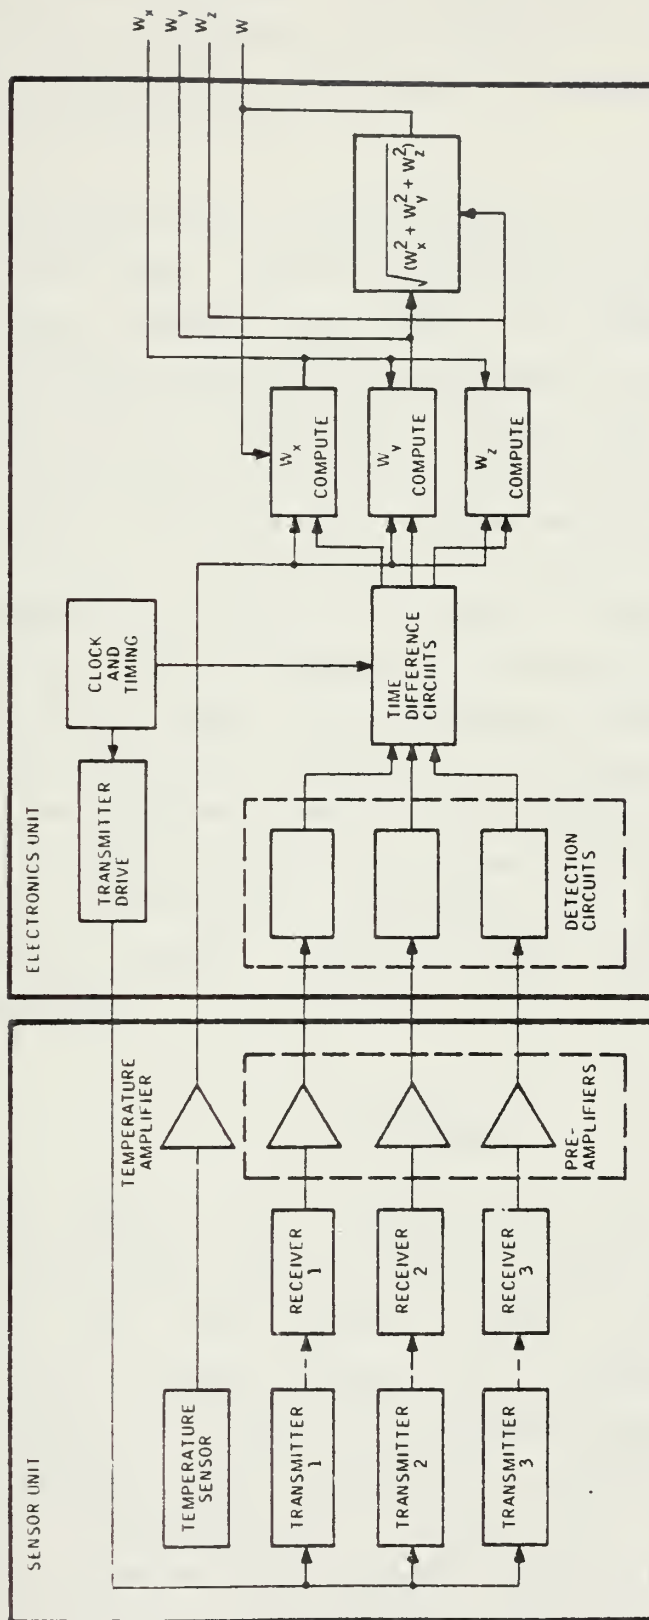 SENSOR UNIT
TEMPERATURE
SENSOR
TEMPERATURE
AMPLIFIER
TRANSMITTER
1
RECEIVER
1
TRANSMITTER
2
RECEIVER
2
TRANSMITTER
3
RECEIVER
3
PRE-
AMPLIFIERS
ELECTRONICS UNIT
TRANSMITTER
DRIVE
CLOCK
AND
TIMING
DETECTION
CIRCUITS
TIME
DIFFERENCE
CIRCUITS
Wx
COMPUTE
Wy
COMPUTE
Wz
COMPUTE
√(Wx² + Wy² + Wz²)
Wx
Wy
Wz
W